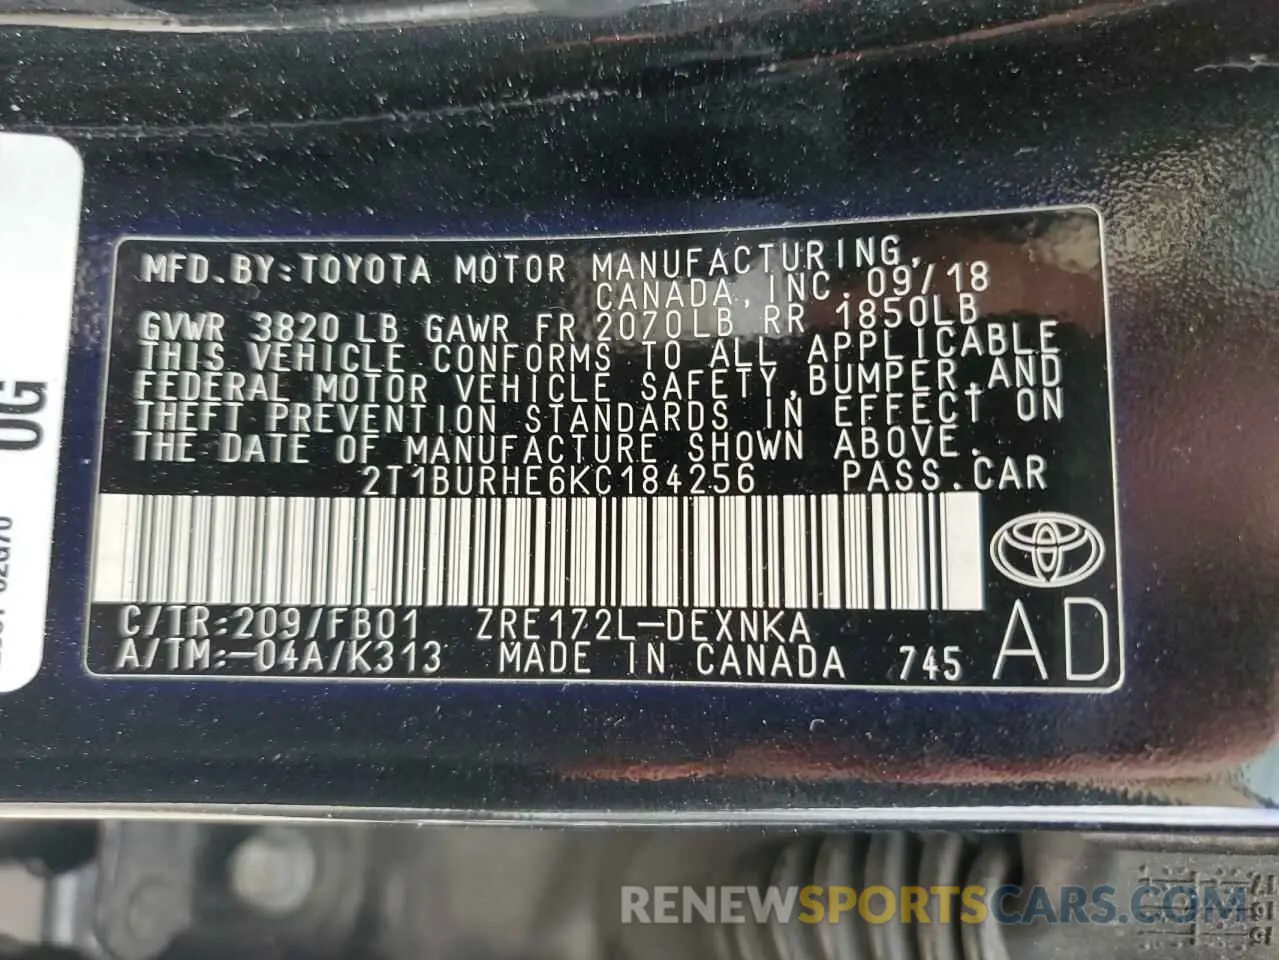 MFD.BY:TOYOTA MOTOR MANUFACTURING,
CANADA, INC. 09/18
GVWR 3820 LB GAWR FR 2070LB RR 1850LB
THIS VEHICLE CONFORMS TO ALL APPLICABLE
FEDERAL MOTOR VEHICLE SAFETY,BUMPER,AND
THEFT PREVENTION STANDARDS IN EFFECT ON
THE DATE OF MANUFACTURE SHOWN ABOVE.
2T1BURHE6KC184256 PASS.CAR
C/TR:209/FB01 ZRE172L-DEXNKA
A/TM:-04A/K313 MADE IN CANADA 745
AD
0G
RENEWSPORTSCARS.COM